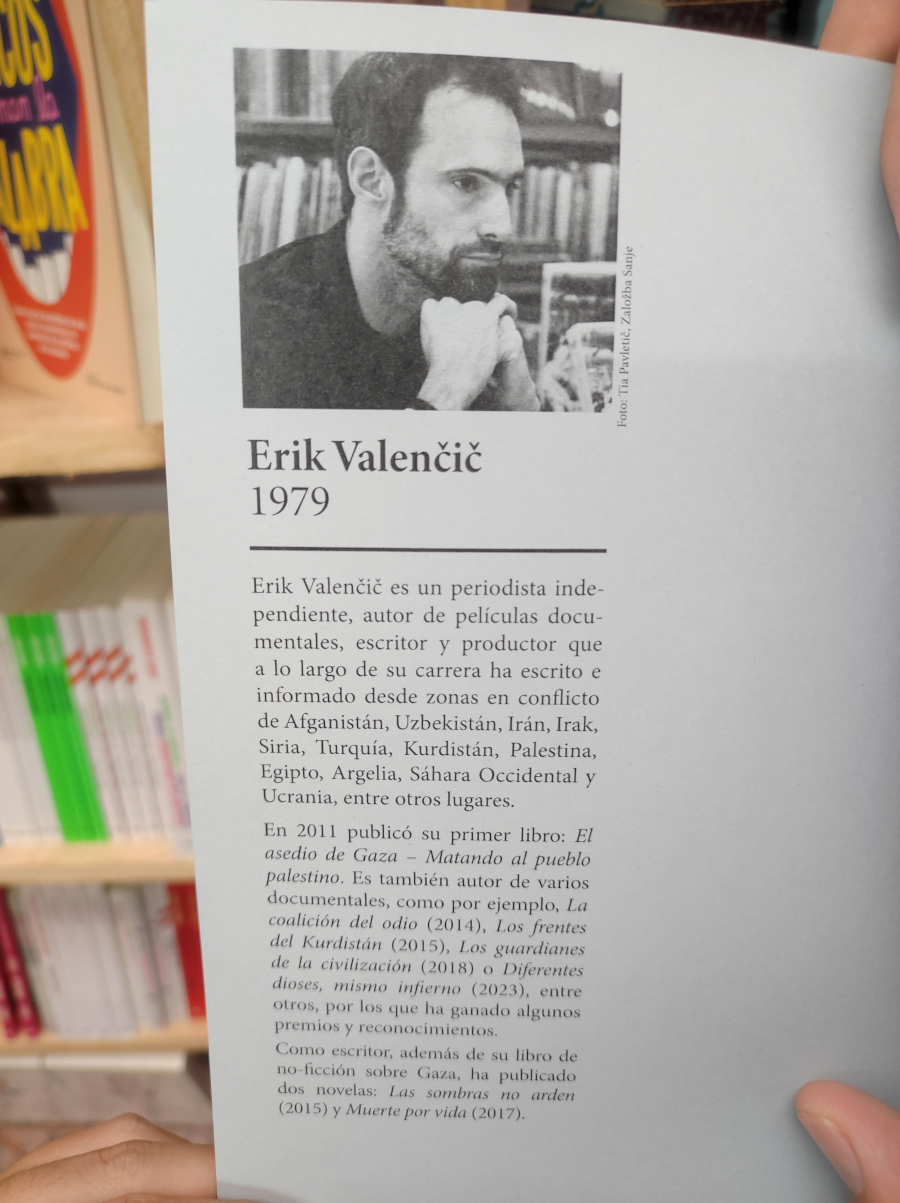 Foto: Tia Pavletič, Založba Sanje
Erik Valenčič
1979
Erik Valenčič es un periodista inde-
pendiente, autor de películas docu-
mentales, escritor y productor que
a lo largo de su carrera ha escrito e
informado desde zonas en conflicto
de Afganistán, Uzbekistán, Irán, Irak,
Siria, Turquía, Kurdistán, Palestina,
Egipto, Argelia, Sáhara Occidental y
Ucrania, entre otros lugares.
En 2011 publicó su primer libro: El
asedio de Gaza – Matando al pueblo
palestino. Es también autor de varios
documentales, como por ejemplo, La
coalición del odio (2014), Los frentes
del Kurdistán (2015), Los guardianes
de la civilización (2018) o Diferentes
dioses, mismo infierno (2023), entre
otros, por los que ha ganado algunos
premios y reconocimientos.
Como escritor, además de su libro de
no-ficción sobre Gaza, ha publicado
dos novelas: Las sombras no arden
(2015) y Muerte por vida (2017).